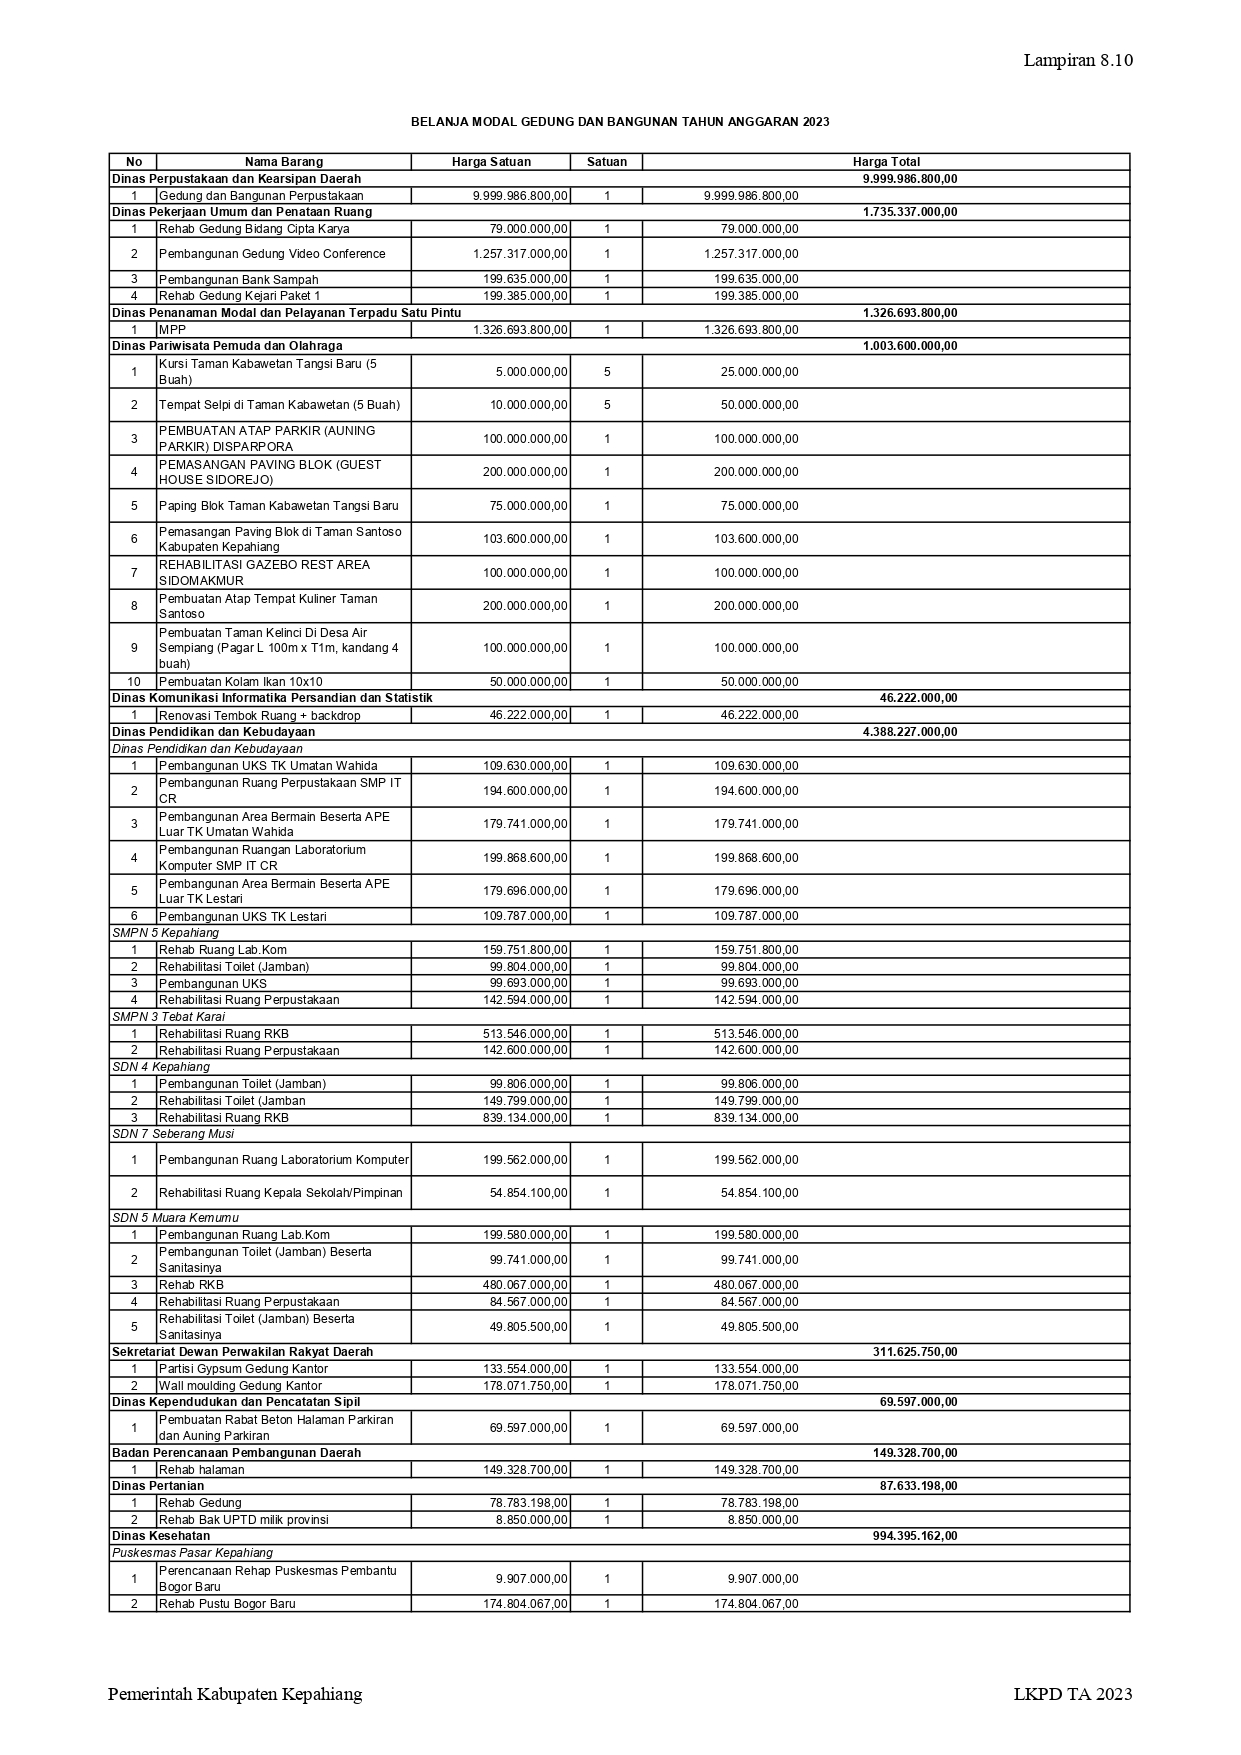 Lampiran 8.10
BELANJA MODAL GEDUNG DAN BANGUNAN TAHUN ANGGARAN 2023
No Nama Barang Harga Satuan Satuan Harga Total
Dinas Perpustakaan dan Kearsipan Daerah 9.999.986.800,00
1 Gedung dan Bangunan Perpustakaan 9.999.986.800,00 1 9.999.986.800,00
Dinas Pekerjaan Umum dan Penataan Ruang 1.735.337.000,00
1 Rehab Gedung Bidang Cipta Karya 79.000.000,00 1 79.000.000,00
2 Pembangunan Gedung Video Conference 1.257.317.000,00 1 1.257.317.000,00
3 Pembangunan Bank Sampah 199.635.000,00 1 199.635.000,00
4 Rehab Gedung Kejari Paket 1 199.385.000,00 1 199.385.000,00
Dinas Penanaman Modal dan Pelayanan Terpadu Satu Pintu 1.326.693.800,00
1 MPP 1.326.693.800,00 1 1.326.693.800,00
Dinas Pariwisata Pemuda dan Olahraga 1.003.600.000,00
1 Kursi Taman Kabawetan Tangsi Baru (5
Buah) 5.000.000,00 5 25.000.000,00
2 Tempat Selpi di Taman Kabawetan (5 Buah) 10.000.000,00 5 50.000.000,00
3 PEMBUATAN ATAP PARKIR (AUNING
PARKIR) DISPARPORA 100.000.000,00 1 100.000.000,00
4 PEMASANGAN PAVING BLOK (GUEST
HOUSE SIDOREJO) 200.000.000,00 1 200.000.000,00
5 Paping Blok Taman Kabawetan Tangsi Baru 75.000.000,00 1 75.000.000,00
6 Pemasangan Paving Blok di Taman Santoso
Kabupaten Kepahiang 103.600.000,00 1 103.600.000,00
7 REHABILITASI GAZEBO REST AREA
SIDOMAKMUR 100.000.000,00 1 100.000.000,00
8 Pembuatan Atap Tempat Kuliner Taman
Santoso 200.000.000,00 1 200.000.000,00
9 Pembuatan Taman Kelinci Di Desa Air
Sempiang (Pagar L 100m x T1m, kandang 4
buah) 100.000.000,00 1 100.000.000,00
10 Pembuatan Kolam Ikan 10x10 50.000.000,00 1 50.000.000,00
Dinas Komunikasi Informatika Persandian dan Statistik 46.222.000,00
1 Renovasi Tembok Ruang + backdrop 46.222.000,00 1 46.222.000,00
Dinas Pendidikan dan Kebudayaan 4.388.227.000,00
Dinas Pendidikan dan Kebudayaan
1 Pembangunan UKS TK Umatan Wahida 109.630.000,00 1 109.630.000,00
2 Pembangunan Ruang Perpustakaan SMP IT
CR 194.600.000,00 1 194.600.000,00
3 Pembangunan Area Bermain Beserta APE
Luar TK Umatan Wahida 179.741.000,00 1 179.741.000,00
4 Pembangunan Ruangan Laboratorium
Komputer SMP IT CR 199.868.600,00 1 199.868.600,00
5 Pembangunan Area Bermain Beserta APE
Luar TK Lestari 179.696.000,00 1 179.696.000,00
6 Pembangunan UKS TK Lestari 109.787.000,00 1 109.787.000,00
SMPN 5 Kepahiang
1 Rehab Ruang Lab.Kom 159.751.800,00 1 159.751.800,00
2 Rehabilitasi Toilet (Jamban) 99.804.000,00 1 99.804.000,00
3 Pembangunan UKS 99.693.000,00 1 99.693.000,00
4 Rehabilitasi Ruang Perpustakaan 142.594.000,00 1 142.594.000,00
SMPN 3 Tebat Karai
1 Rehabilitasi Ruang RKB 513.546.000,00 1 513.546.000,00
2 Rehabilitasi Ruang Perpustakaan 142.600.000,00 1 142.600.000,00
SDN 4 Kepahiang
1 Pembangunan Toilet (Jamban) 99.806.000,00 1 99.806.000,00
2 Rehabilitasi Toilet (Jamban 149.799.000,00 1 149.799.000,00
3 Rehabilitasi Ruang RKB 839.134.000,00 1 839.134.000,00
SDN 7 Seberang Musi
1 Pembangunan Ruang Laboratorium Komputer 199.562.000,00 1 199.562.000,00
2 Rehabilitasi Ruang Kepala Sekolah/Pimpinan 54.854.100,00 1 54.854.100,00
SDN 5 Muara Kemumu
1 Pembangunan Ruang Lab.Kom 199.580.000,00 1 199.580.000,00
2 Pembangunan Toilet (Jamban) Beserta
Sanitasinya 99.741.000,00 1 99.741.000,00
3 Rehab RKB 480.067.000,00 1 480.067.000,00
4 Rehabilitasi Ruang Perpustakaan 84.567.000,00 1 84.567.000,00
5 Rehabilitasi Toilet (Jamban) Beserta
Sanitasinya 49.805.500,00 1 49.805.500,00
Sekretariat Dewan Perwakilan Rakyat Daerah 311.625.750,00
1 Partisi Gypsum Gedung Kantor 133.554.000,00 1 133.554.000,00
2 Wall moulding Gedung Kantor 178.071.750,00 1 178.071.750,00
Dinas Kependudukan dan Pencatatan Sipil 69.597.000,00
1 Pembuatan Rabat Beton Halaman Parkiran
dan Auning Parkiran 69.597.000,00 1 69.597.000,00
Badan Perencanaan Pembangunan Daerah 149.328.700,00
1 Rehab halaman 149.328.700,00 1 149.328.700,00
Dinas Pertanian 87.633.198,00
1 Rehab Gedung 78.783.198,00 1 78.783.198,00
2 Rehab Bak UPTD milik provinsi 8.850.000,00 1 8.850.000,00
Dinas Kesehatan 994.395.162,00
Puskesmas Pasar Kepahiang
1 Perencanaan Rehap Puskesmas Pembantu
Bogor Baru 9.907.000,00 1 9.907.000,00
2 Rehab Pustu Bogor Baru 174.804.067,00 1 174.804.067,00
Pemerintah Kabupaten Kepahiang LKPD TA 2023